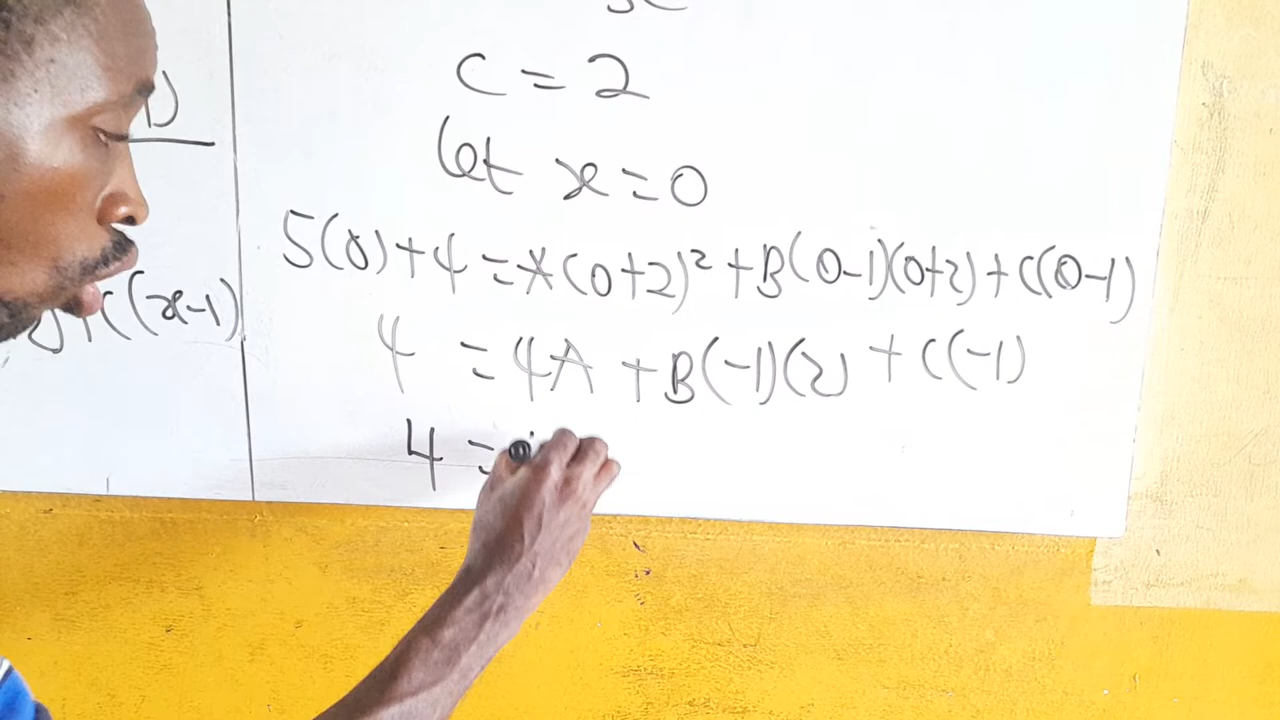 C = 2
let x = 0
5(0) + 4 = A(0+2)² + B(0-1)(0+2) + C(0-1)
+ C(x-1)
4 = 4A + B(-1)(2) + C(-1)
4 =